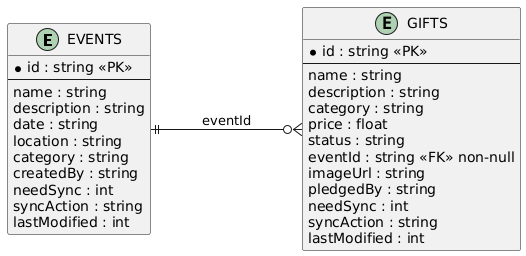 E EVENTS
* id : string «PK»
name : string
description : string
date : string
location : string
category : string
createdBy : string
needSync : int
syncAction : string
lastModified : int
eventId
E GIFTS
* id : string «PK»
name : string
description : string
category : string
price : float
status : string
eventId : string «FK» non-null
imageUrl : string
pledgedBy : string
needSync : int
syncAction : string
lastModified : int